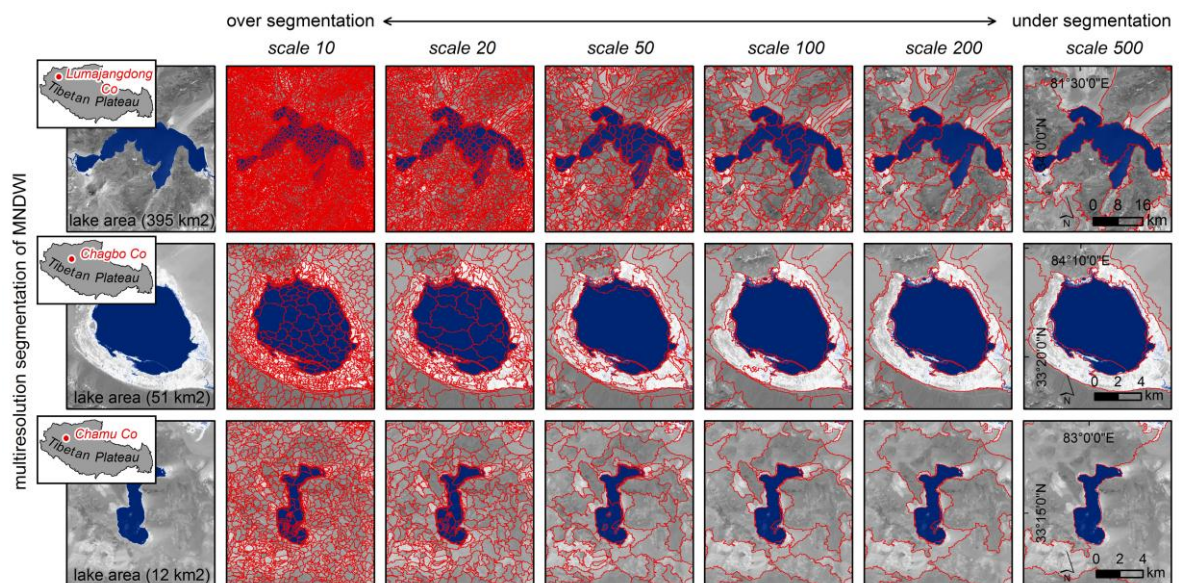 over segmentation
under segmentation
scale 10
scale 20
scale 50
scale 100
scale 200
scale 500
multiresolution segmentation of MNDWI
Lumajangdong
Co
Tibetan Plateau
lake area (395 km2)
81°30'0"E
0'0"N
0 8 16
km
N
Chagbo Co
Tibetan Plateau
lake area (51 km2)
84°10'0"E
33°20'0"N
0 2 4
km
N
Chamu Co
Tibetan Plateau
lake area (12 km2)
83°0'0"E
33°15'0"N
0 2 4
km
N